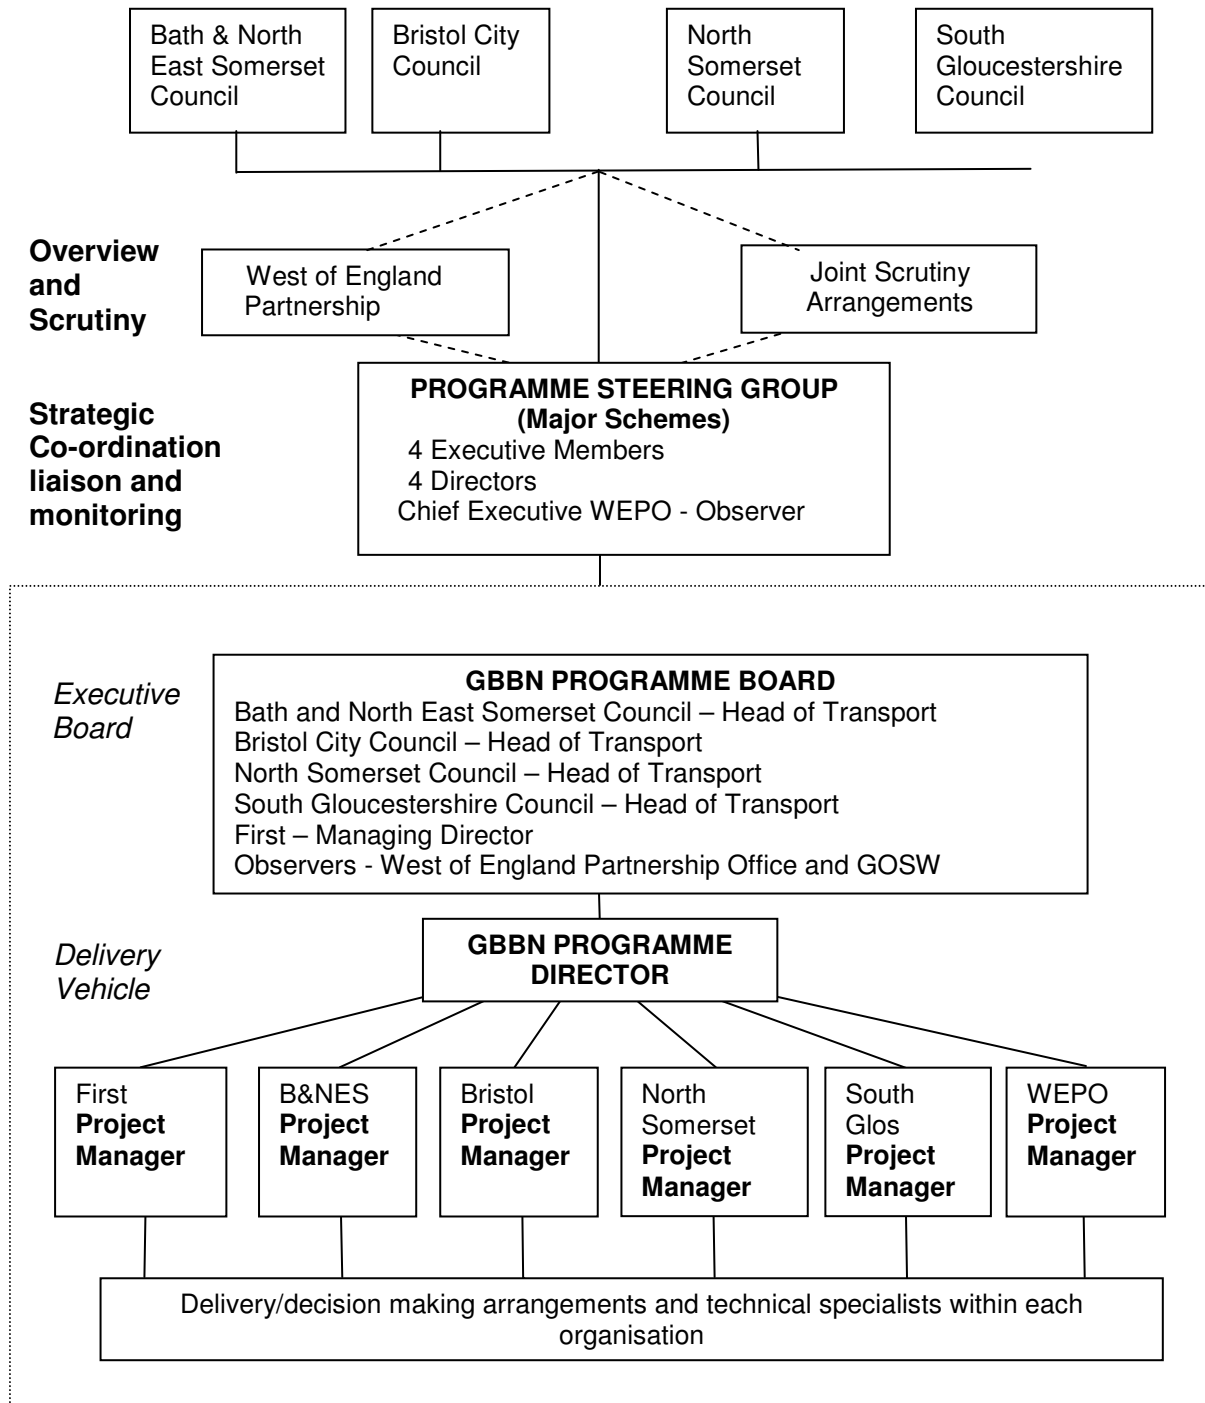 Bath & North
East Somerset
Council
Bristol City
Council
North
Somerset
Council
South
Gloucestershire
Council
Overview
and
Scrutiny
West of England
Partnership
Joint Scrutiny
Arrangements
Strategic
Co-ordination
liaison and
monitoring
PROGRAMME STEERING GROUP
(Major Schemes)
4 Executive Members
4 Directors
Chief Executive WEPO - Observer
Executive
Board
GBBN PROGRAMME BOARD
Bath and North East Somerset Council – Head of Transport
Bristol City Council – Head of Transport
North Somerset Council – Head of Transport
South Gloucestershire Council – Head of Transport
First – Managing Director
Observers - West of England Partnership Office and GOSW
Delivery
Vehicle
GBBN PROGRAMME
DIRECTOR
First
Project
Manager
B&NES
Project
Manager
Bristol
Project
Manager
North
Somerset
Project
Manager
South
Glos
Project
Manager
WEPO
Project
Manager
Delivery/decision making arrangements and technical specialists within each
organisation